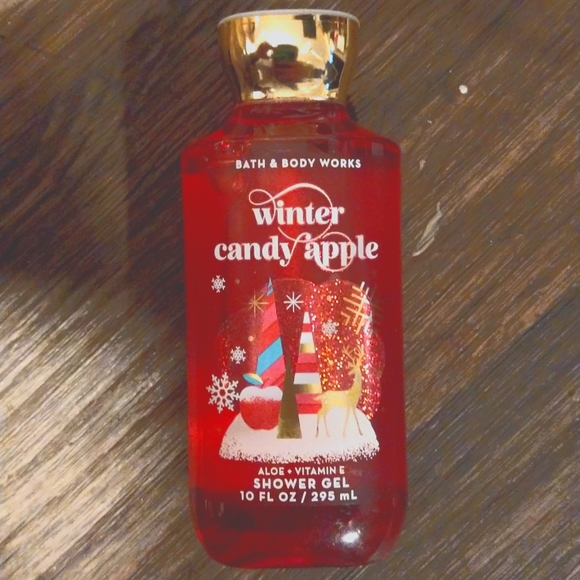 BATH & BODY WORKS
winter
candy apple
ALOE + VITAMIN E
SHOWER GEL
10 FL OZ / 295 mL